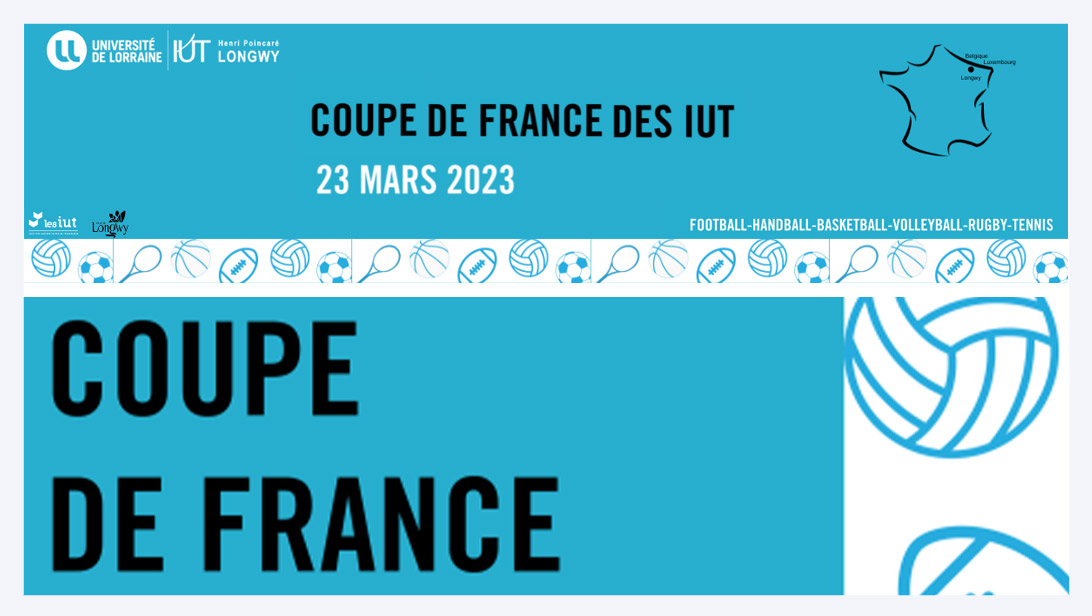 UNIVERSITÉ
DE LORRAINE
IUT Henri Poincaré
LONGWY
Belgique
Luxembourg
Longwy
COUPE DE FRANCE DES IUT
23 MARS 2023
les iut
Longwy
FOOTBALL-HANDBALL-BASKETBALL-VOLLEYBALL-RUGBY-TENNIS
COUPE
DE FRANCE